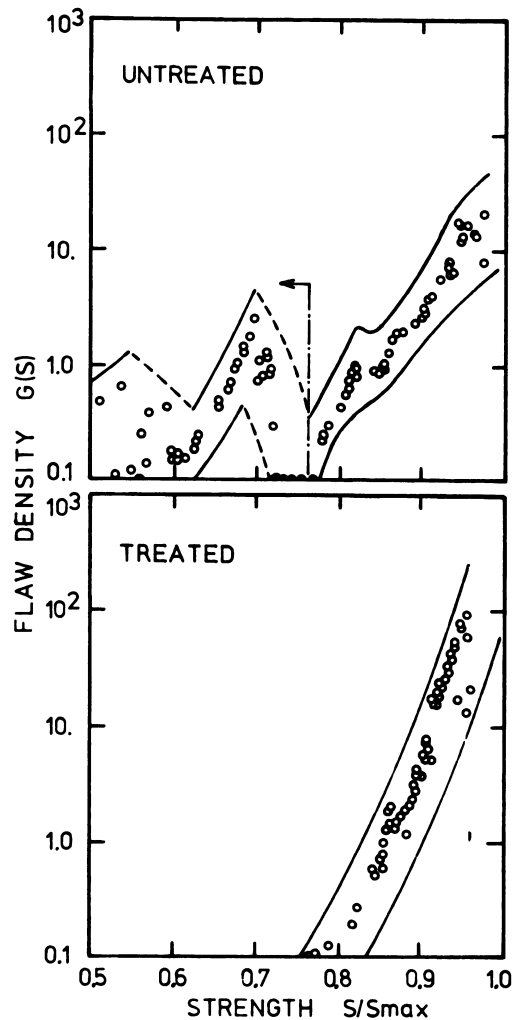 10³
UNTREATED
10²
10.
1.0
0.1
10³
TREATED
10²
10.
1.0
0.1
0.5 0.6 0.7 0.8 0.9 1.0
STRENGTH S/Smax
FLAW DENSITY G(S)